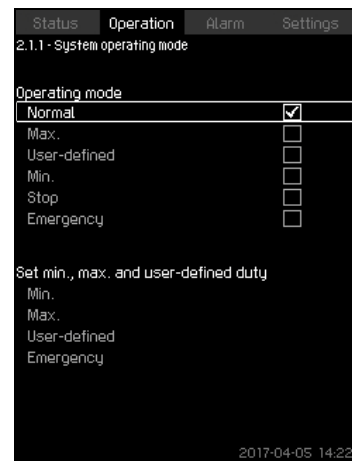 Status Operation Alarm Settings
2.1.1 - System operating mode
Operating mode
Normal
Max.
User-defined
Min.
Stop
Emergency
Set min., max. and user-defined duty
Min.
Max.
User-defined
Emergency
2017-04-05 14:22